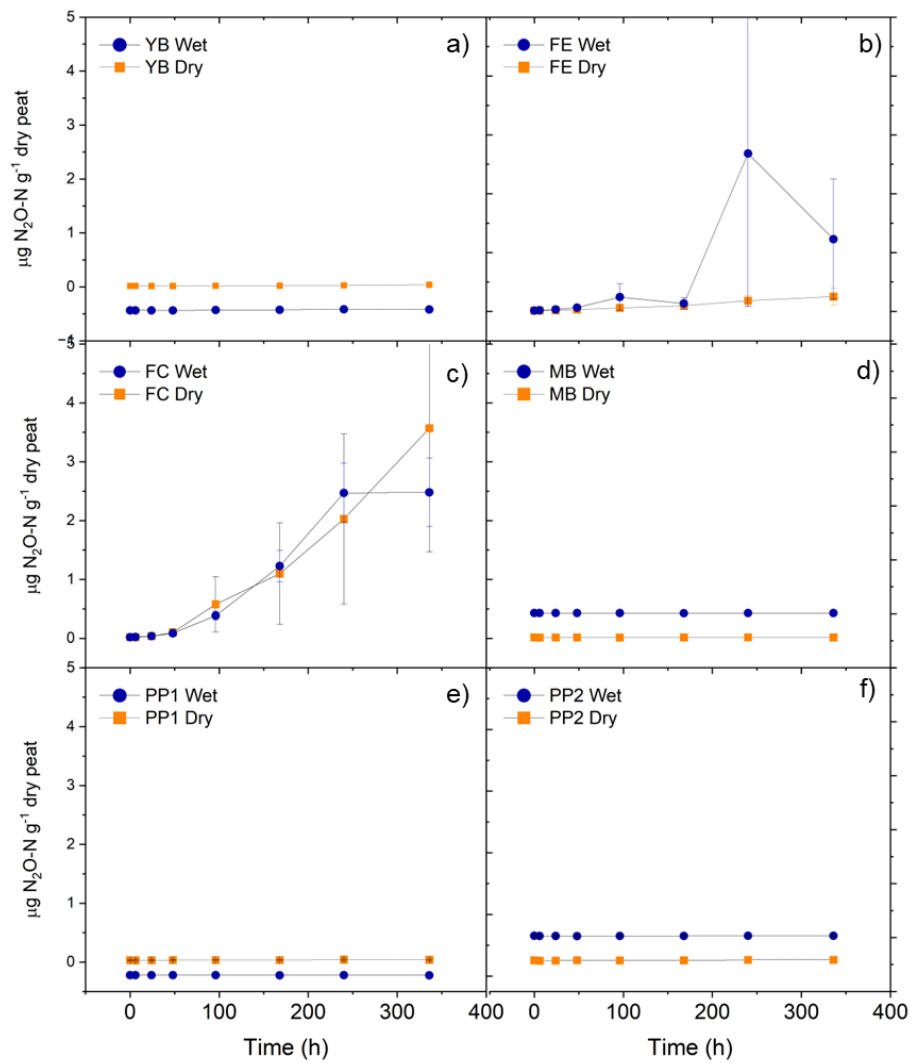 YB Wet
YB Dry
a)
5
4
3
2
1
0
µg N₂O-N g⁻¹ dry peat
FE Wet
FE Dry
b)
FC Wet
FC Dry
c)
5
4
3
2
1
0
µg N₂O-N g⁻¹ dry peat
MB Wet
MB Dry
d)
PP1 Wet
PP1 Dry
e)
5
4
3
2
1
0
µg N₂O-N g⁻¹ dry peat
PP2 Wet
PP2 Dry
f)
0 100 200 300 400
0 100 200 300 400
Time (h)
Time (h)